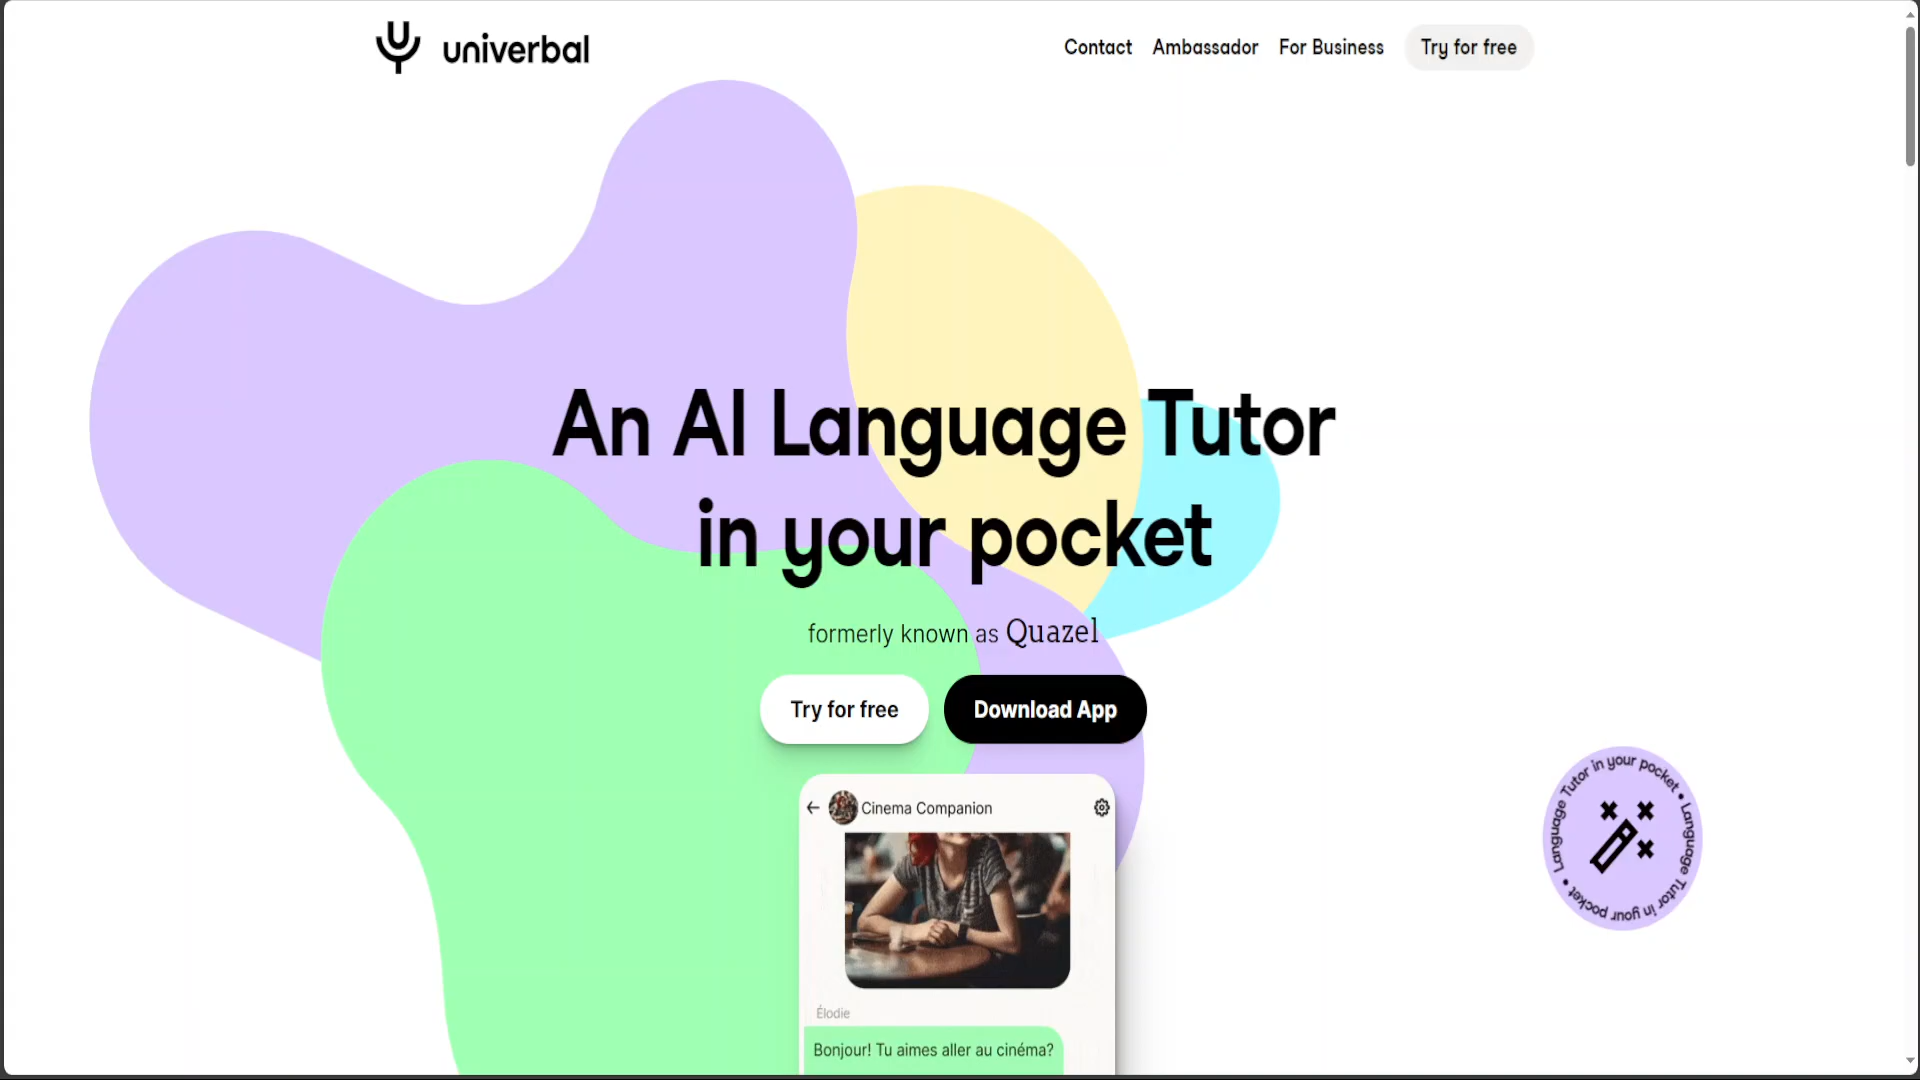 univerbal
Contact Ambassador For Business Try for free
An AI Language Tutor
in your pocket
formerly known as Quazel
Try for free Download App
Cinema Companion
Élodie
Bonjour! Tu aimes aller au cinéma?
Language Tutor in your pocket • Language Tutor in your pocket •